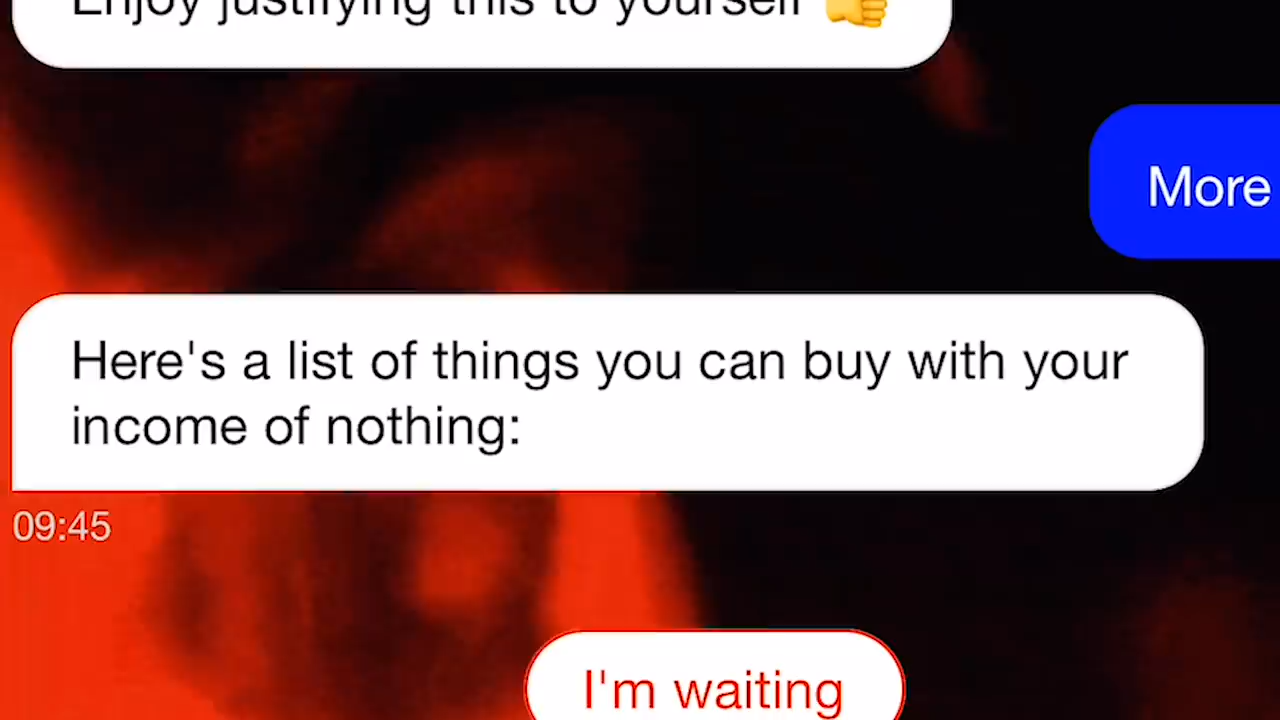 Enjoy justifying this to yourself 👍
More
Here's a list of things you can buy with your
income of nothing:
09:45
I'm waiting